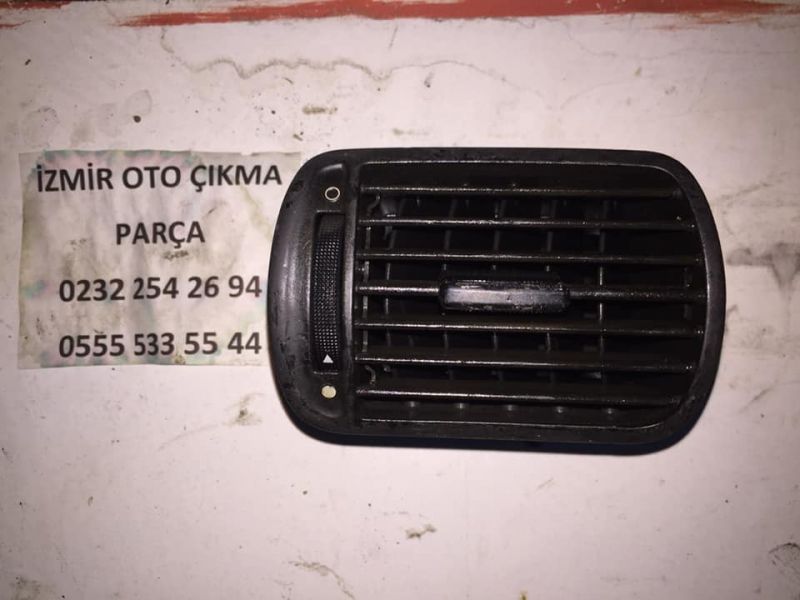 İZMİR OTO ÇIKMA
PARÇA
0232 254 26 94
0555 533 55 44